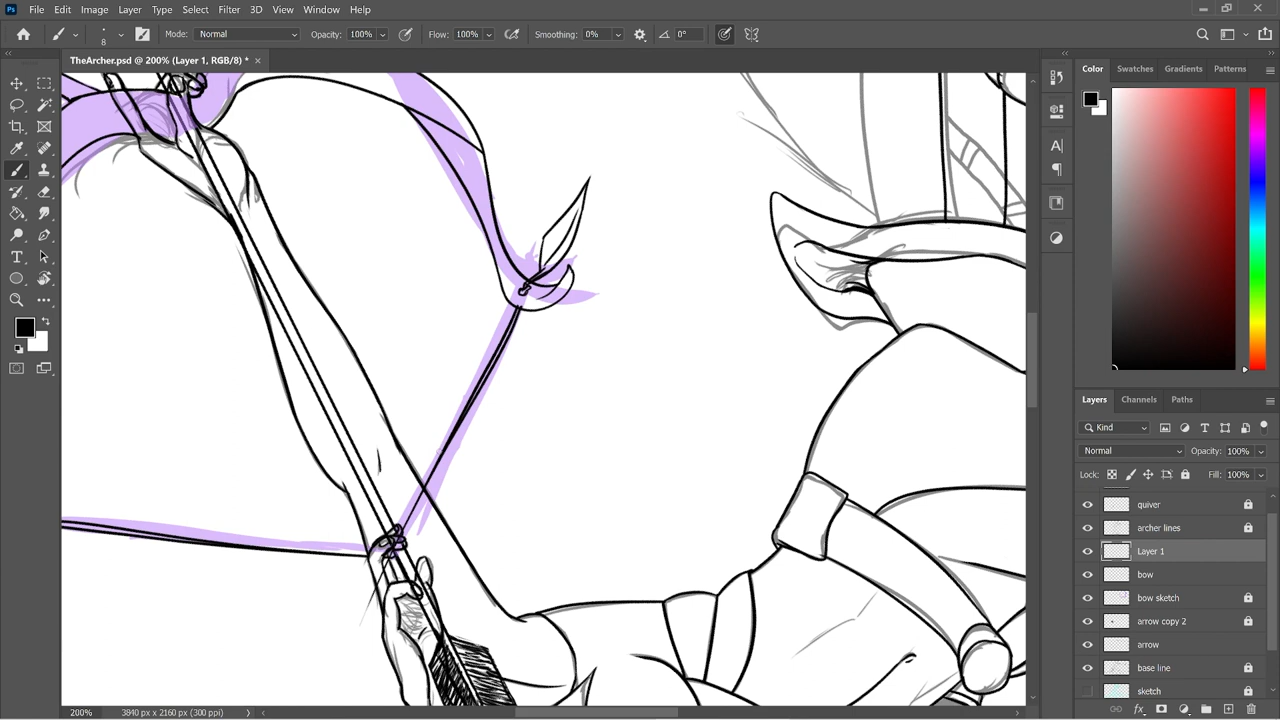 Ps File Edit Image Layer Type Select Filter 3D View Window Help
8 Mode: Normal Opacity: 100% Flow: 100% Smoothing: 0% 0°
TheArcher.psd @ 200% (Layer 1, RGB/8) *
Color Swatches Gradients Patterns
Layers Channels Paths
Kind
Normal Opacity: 100%
Lock: Fill: 100%
quiver
archer lines
Layer 1
bow
bow sketch
arrow copy 2
arrow
base line
sketch
200% 3840 px x 2160 px (300 ppi)